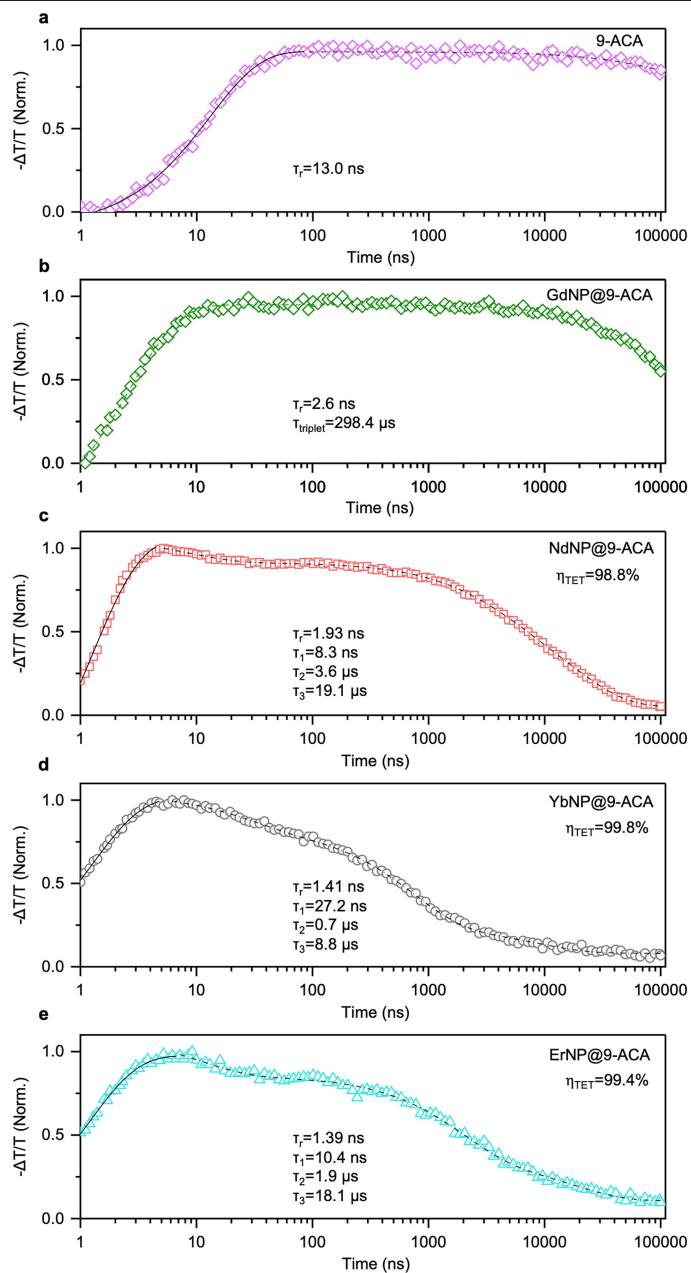 a
9-ACA
1.0
0.5
0.0
-ΔT/T (Norm.)
τr=13.0 ns
1 10 100 1000 10000 100000
Time (ns)
b
GdNP@9-ACA
1.0
0.5
0.0
-ΔT/T (Norm.)
τr=2.6 ns
τtriplet=298.4 µs
1 10 100 1000 10000 100000
Time (ns)
c
NdNP@9-ACA
ηTET=98.8%
1.0
0.5
0.0
-ΔT/T (Norm.)
τr=1.93 ns
τ1=8.3 ns
τ2=3.6 µs
τ3=19.1 µs
1 10 100 1000 10000 100000
Time (ns)
d
YbNP@9-ACA
ηTET=99.8%
1.0
0.5
0.0
-ΔT/T (Norm.)
τr=1.41 ns
τ1=27.2 ns
τ2=0.7 µs
τ3=8.8 µs
1 10 100 1000 10000 100000
Time (ns)
e
ErNP@9-ACA
ηTET=99.4%
1.0
0.5
0.0
-ΔT/T (Norm.)
τr=1.39 ns
τ1=10.4 ns
τ2=1.9 µs
τ3=18.1 µs
1 10 100 1000 10000 100000
Time (ns)